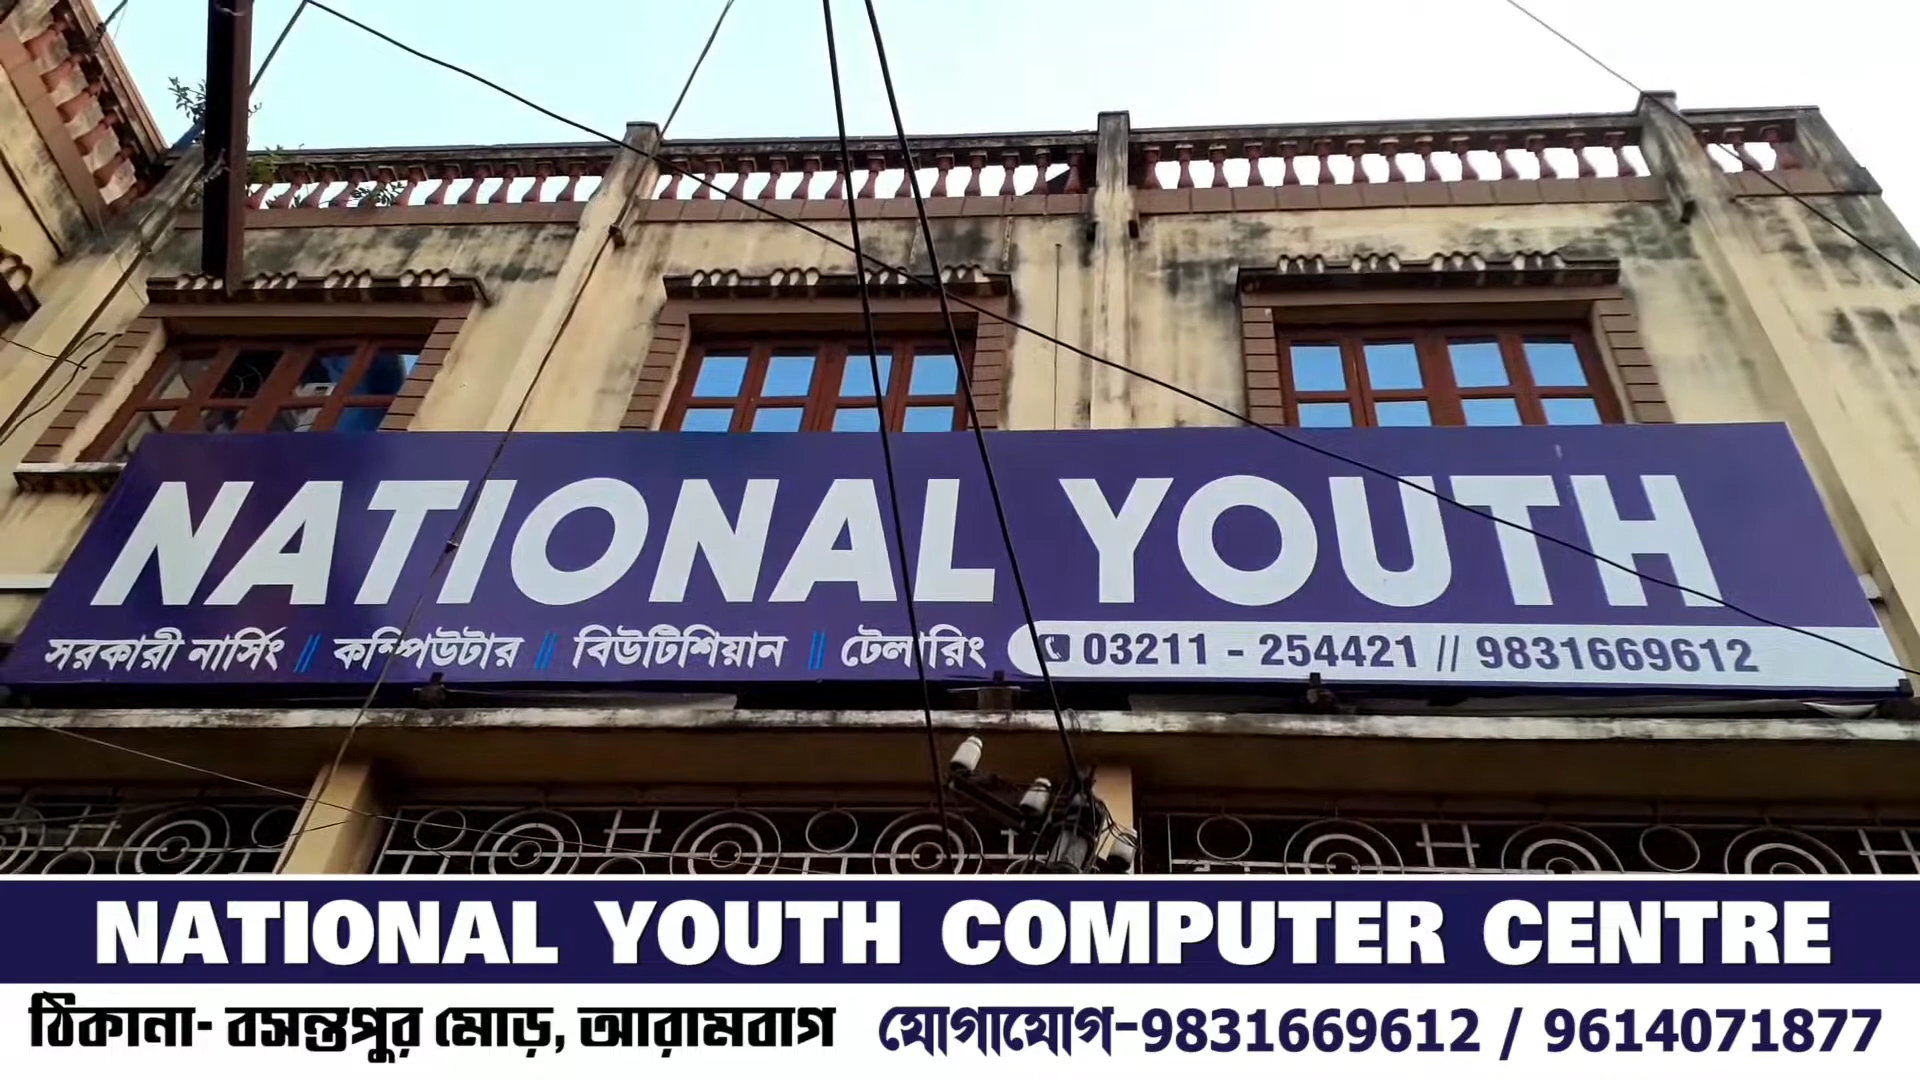 NATIONAL YOUTH
সরকারী নার্সিং // কম্পিউটার // বিউটিশিয়ান // টেলারিং 03211 - 254421 // 9831669612
NATIONAL YOUTH COMPUTER CENTRE
ঠিকানা- বসন্তপুর মোড়, আরামবাগ যোগাযোগ-9831669612 / 9614071877